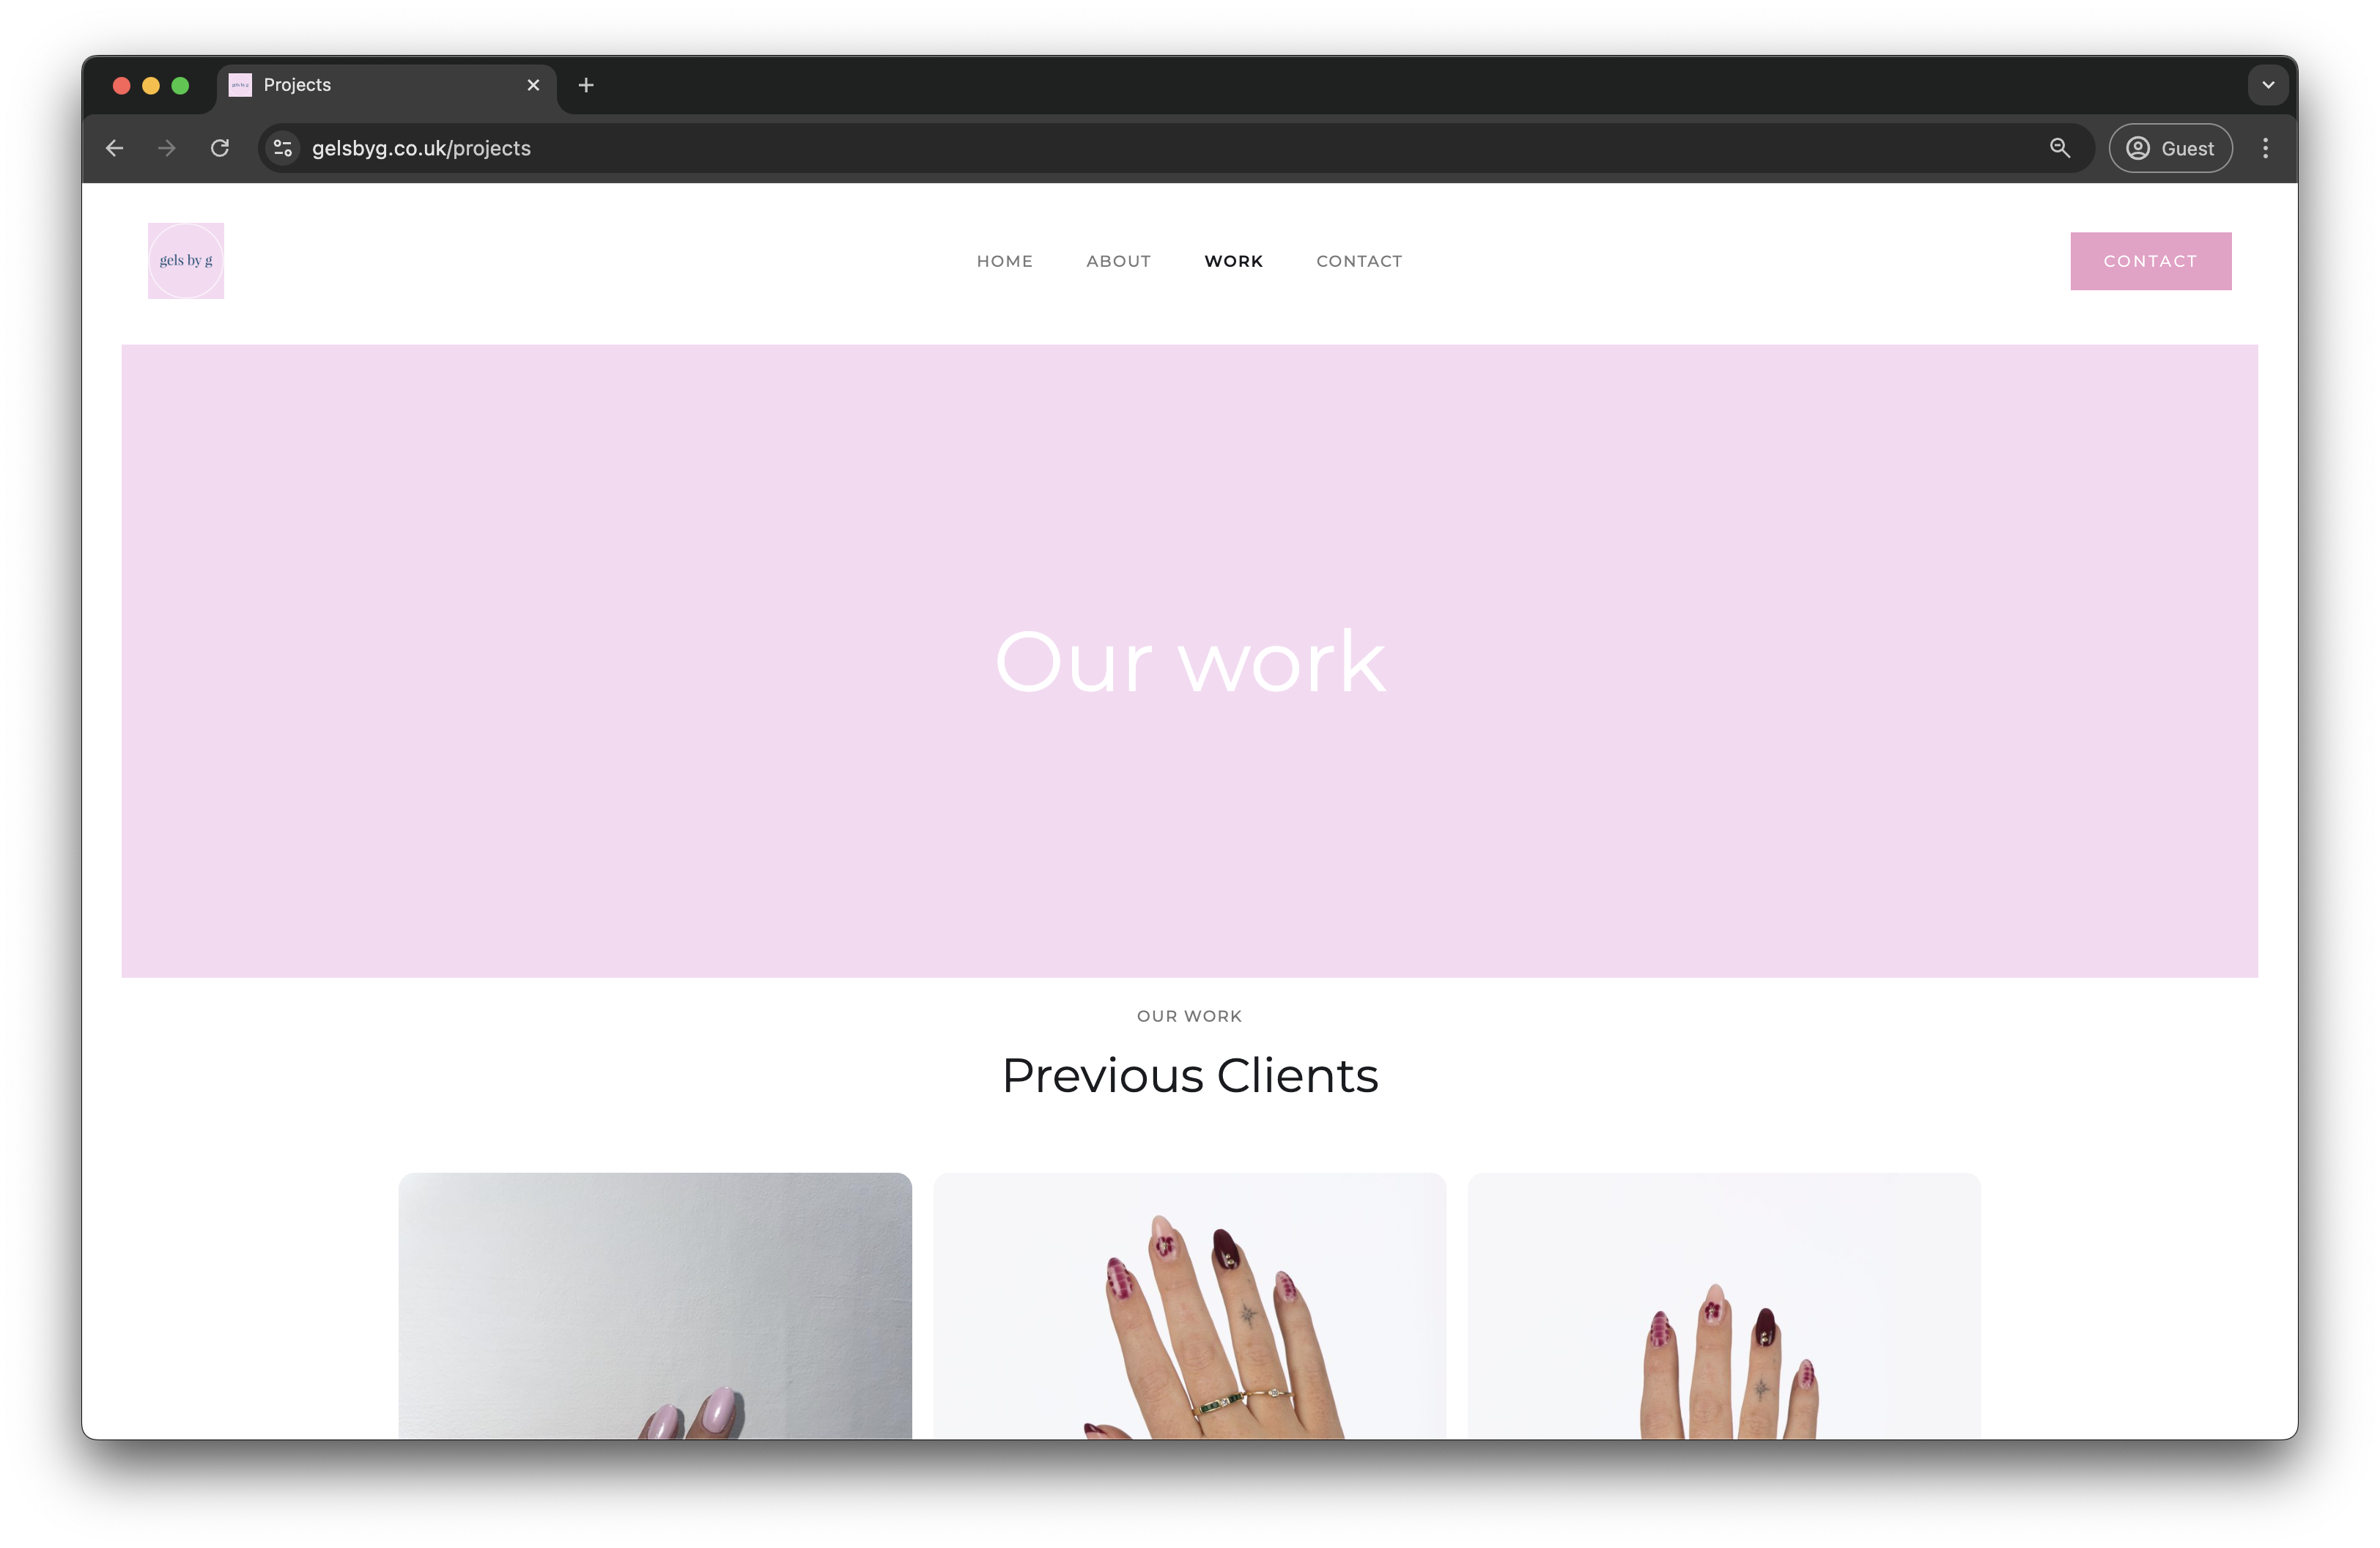 Projects
gelsbyg.co.uk/projects
Guest
gels by g
HOME ABOUT WORK CONTACT
CONTACT
Our work
OUR WORK
Previous Clients